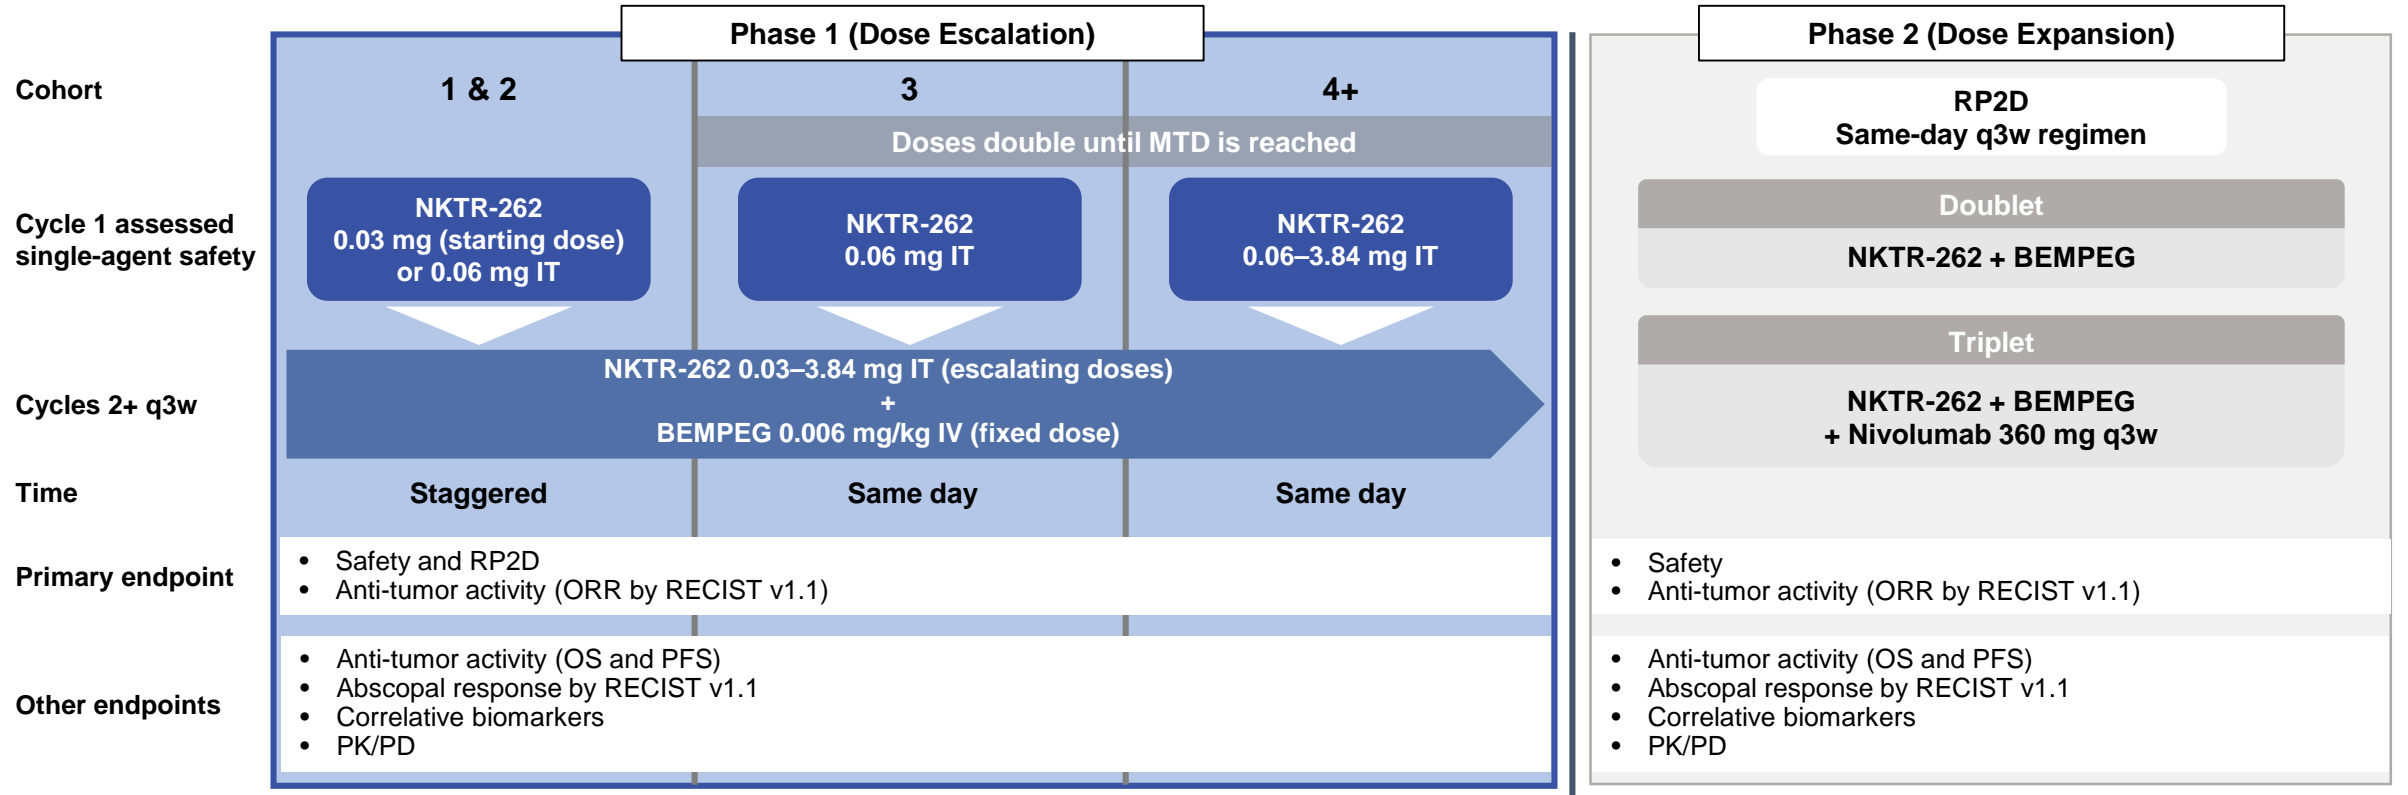 Phase 1 (Dose Escalation)
Phase 2 (Dose Expansion)
Cohort
1 & 2
3
4+
Doses double until MTD is reached
RP2D
Same-day q3w regimen
Cycle 1 assessed
single-agent safety
NKTR-262
0.03 mg (starting dose)
or 0.06 mg IT
NKTR-262
0.06 mg IT
NKTR-262
0.06–3.84 mg IT
Doublet
NKTR-262 + BEMPEG
Triplet
NKTR-262 + BEMPEG
+ Nivolumab 360 mg q3w
Cycles 2+ q3w
NKTR-262 0.03–3.84 mg IT (escalating doses)
+
BEMPEG 0.006 mg/kg IV (fixed dose)
Time
Staggered
Same day
Same day
Primary endpoint
• Safety and RP2D
• Anti-tumor activity (ORR by RECIST v1.1)
• Safety
• Anti-tumor activity (ORR by RECIST v1.1)
Other endpoints
• Anti-tumor activity (OS and PFS)
• Abscopal response by RECIST v1.1
• Correlative biomarkers
• PK/PD
• Anti-tumor activity (OS and PFS)
• Abscopal response by RECIST v1.1
• Correlative biomarkers
• PK/PD